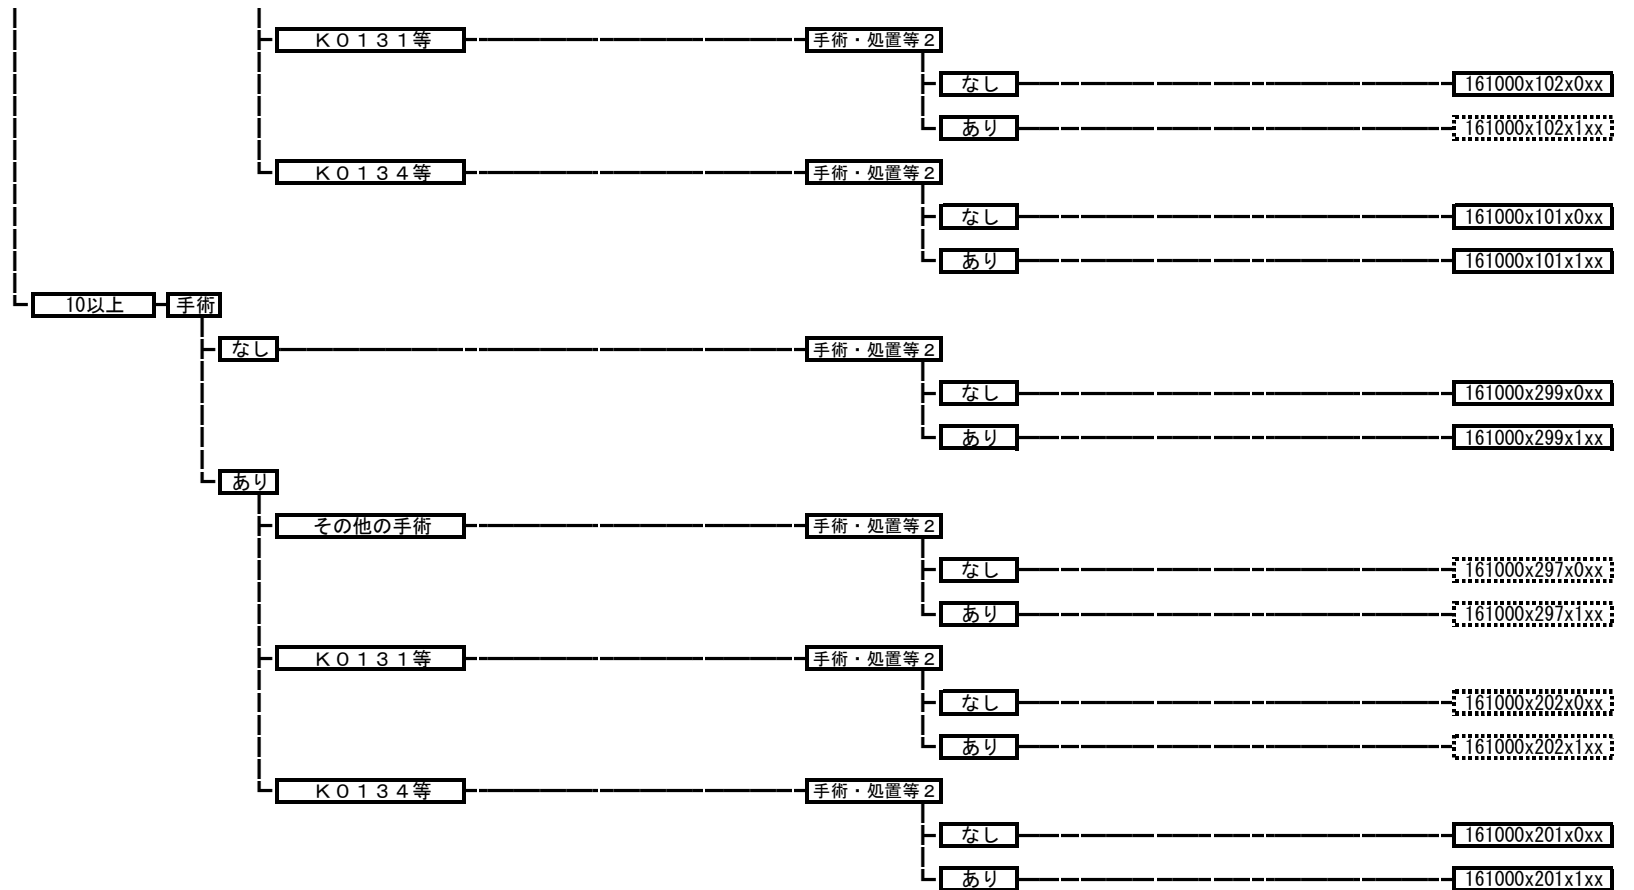 Ｋ０１３１等 手術・処置等２
なし 161000x102x0xx
あり 161000x102x1xx
Ｋ０１３４等 手術・処置等２
なし 161000x101x0xx
あり 161000x101x1xx
10以上 手術
なし 手術・処置等２
なし 161000x299x0xx
あり 161000x299x1xx
あり
その他の手術 手術・処置等２
なし 161000x297x0xx
あり 161000x297x1xx
Ｋ０１３１等 手術・処置等２
なし 161000x202x0xx
あり 161000x202x1xx
Ｋ０１３４等 手術・処置等２
なし 161000x201x0xx
あり 161000x201x1xx